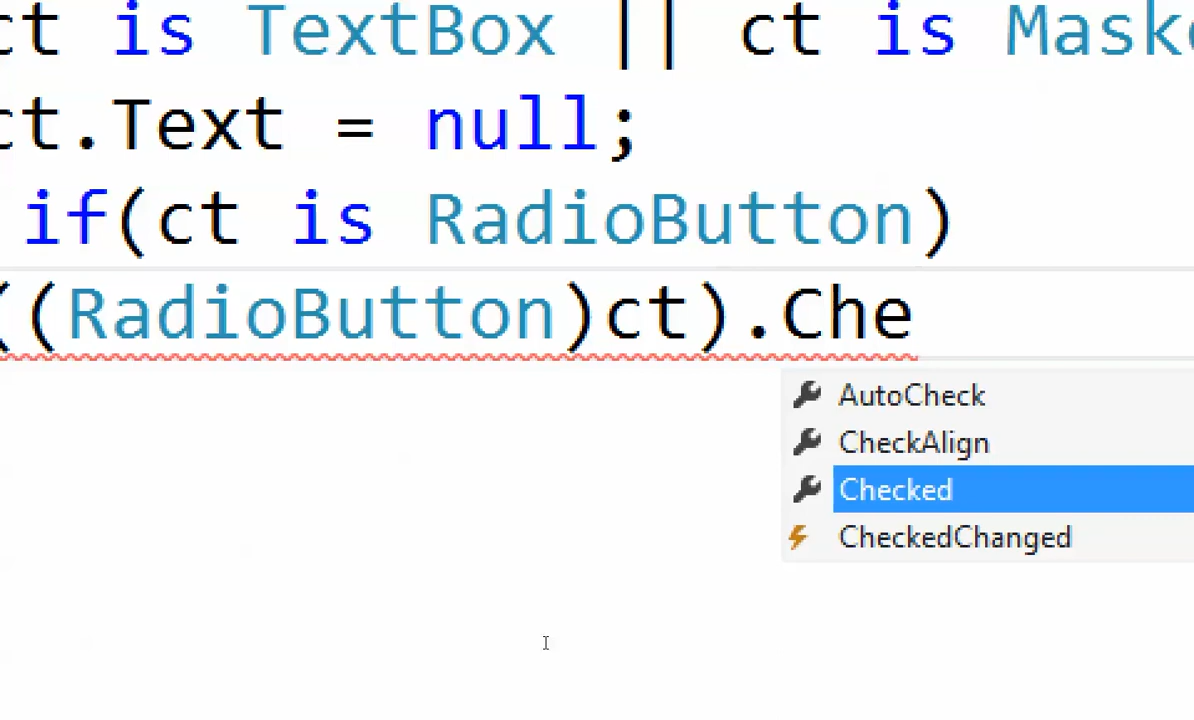 ct is TextBox || ct is Mask
ct.Text = null;
if(ct is RadioButton)
((RadioButton)ct).Che
AutoCheck
CheckAlign
Checked
CheckedChanged